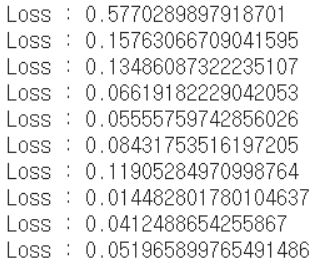 Loss : 0.5770289897918701
Loss : 0.15763066709041595
Loss : 0.13486087322235107
Loss : 0.06619182229042053
Loss : 0.05555759742856026
Loss : 0.08431753516197205
Loss : 0.11905284970998764
Loss : 0.014482801780104637
Loss : 0.0412488654255867
Loss : 0.051965899765491486